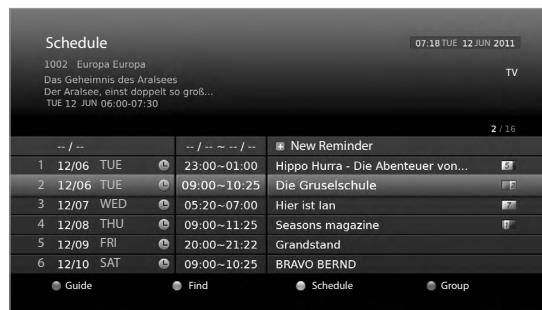 Schedule
07:18 TUE 12 JUN 2011
1002 Europa Europa
TV
Das Geheimnis des Aralsees
Der Aralsee, einst doppelt so groß...
TUE 12 JUN 06:00-07:30
2 / 16
-- / -- -- / -- ~ -- / -- New Reminder
1 12/06 TUE 23:00~01:00 Hippo Hurra - Die Abenteuer von...
2 12/06 TUE 09:00~10:25 Die Gruselschule
3 12/07 WED 05:20~07:00 Hier ist Ian
4 12/08 THU 09:00~11:25 Seasons magazine
5 12/09 FRI 20:00~21:22 Grandstand
6 12/10 SAT 09:00~10:25 BRAVO BERND
Guide Find Schedule Group